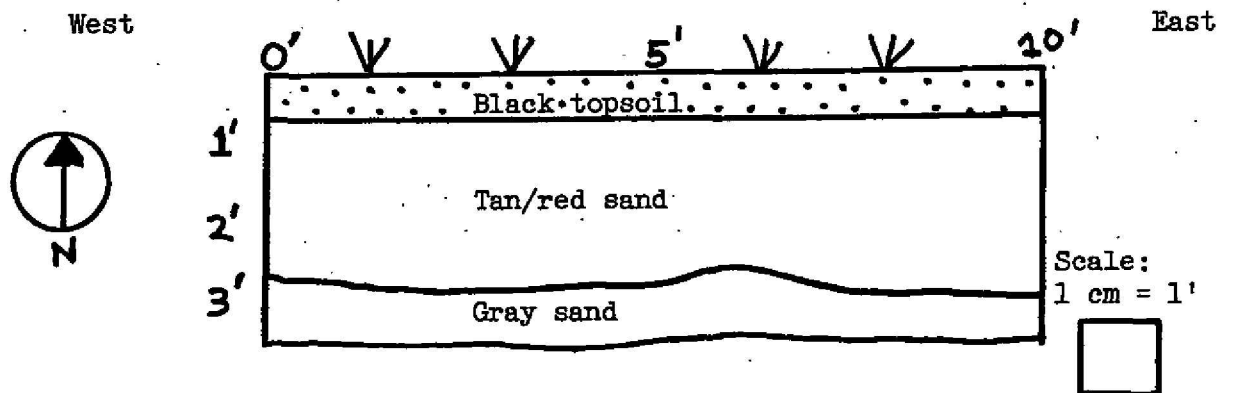 West
East
0'
5'
10'
Black topsoil.
1'
Tan/red sand
2'
N
Scale:
1 cm = 1'
3'
Gray sand